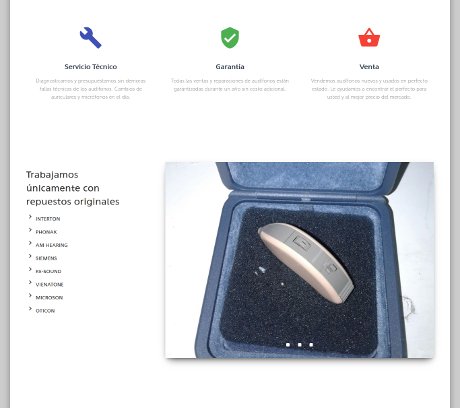 Servicio Técnico
Diagnosticamos y presupuestamos sin demoras
fallas técnicas de los audífonos. Cambios de
auriculares y micrófonos en el día.
Garantía
Todas las ventas y reparaciones de audífonos están
garantizadas durante un año sin costo adicional.
Venta
Vendemos audífonos nuevos y usados en perfecto
estado. Le ayudamos a encontrar el perfecto para
usted y al mejor precio del mercado.
Trabajamos
únicamente con
repuestos originales
INTERTON
PHONAK
AM-HEARING
SIEMENS
RE-SOUND
VIENATONE
MICROSON
OTICON